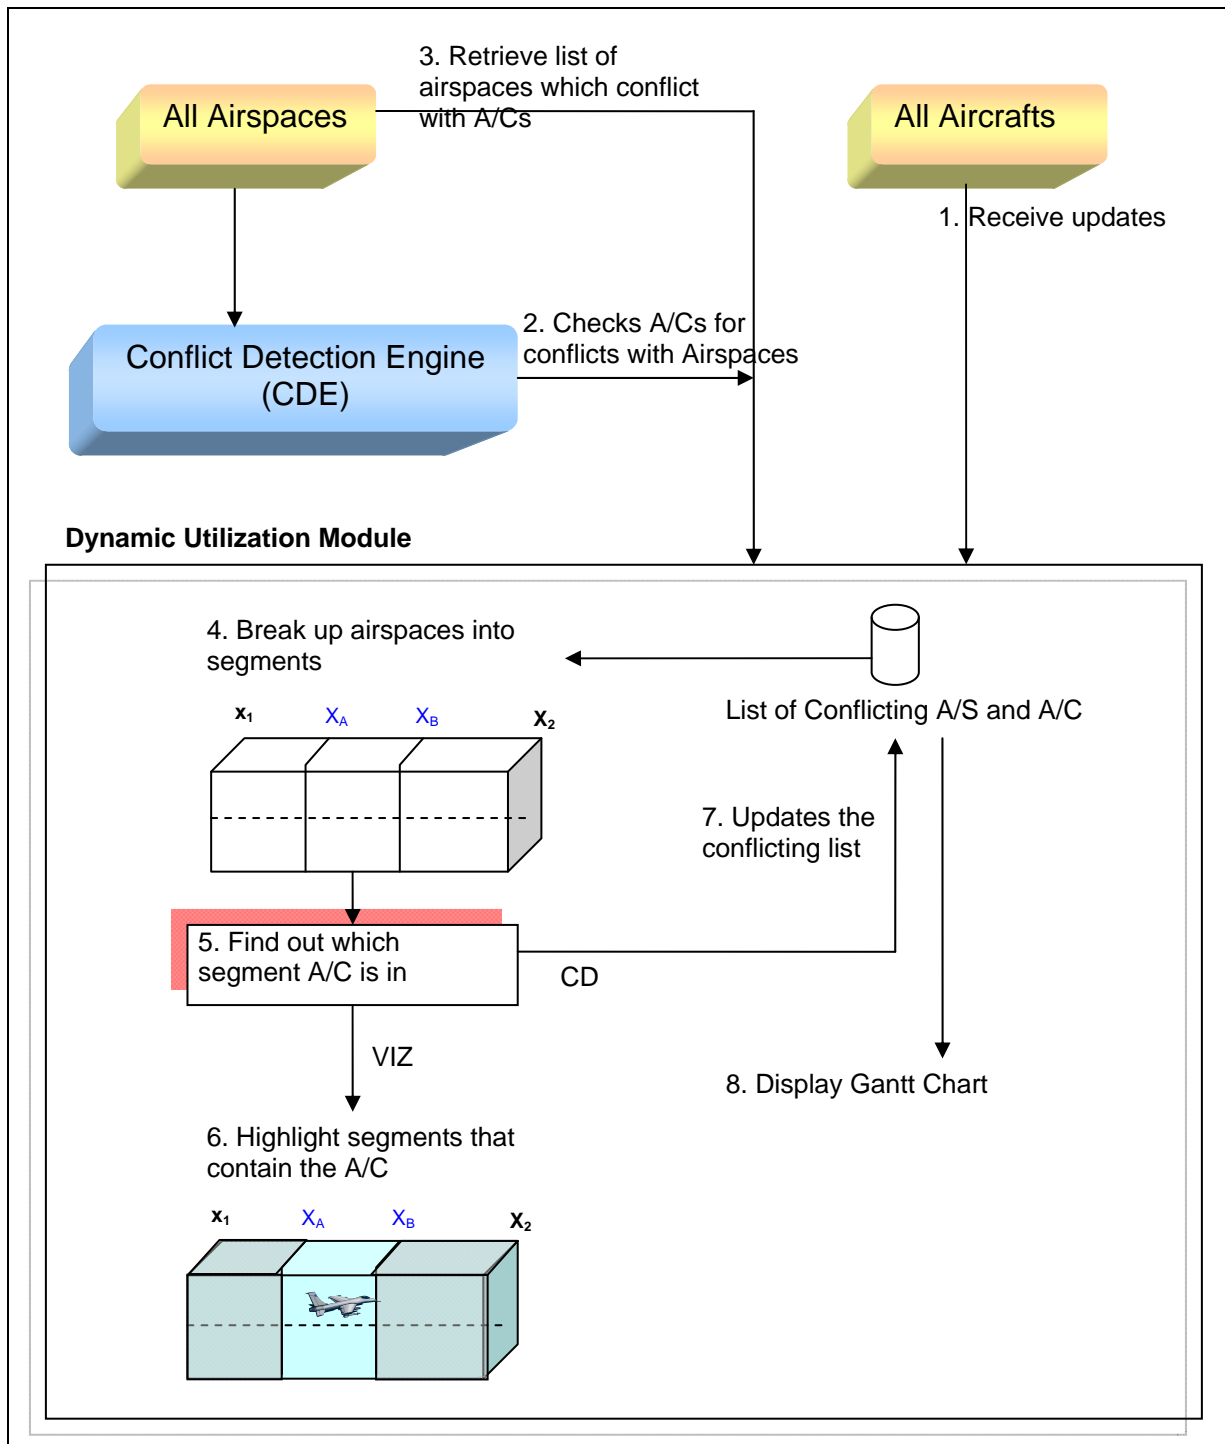 3. Retrieve list of
airspaces which conflict
with A/Cs
All Airspaces
All Aircrafts
1. Receive updates
2. Checks A/Cs for
conflicts with Airspaces
Conflict Detection Engine
(CDE)
Dynamic Utilization Module
4. Break up airspaces into
segments
x1 XA XB X2
List of Conflicting A/S and A/C
7. Updates the
conflicting list
5. Find out which
segment A/C is in
CD
VIZ
8. Display Gantt Chart
6. Highlight segments that
contain the A/C
x1 XA XB X2